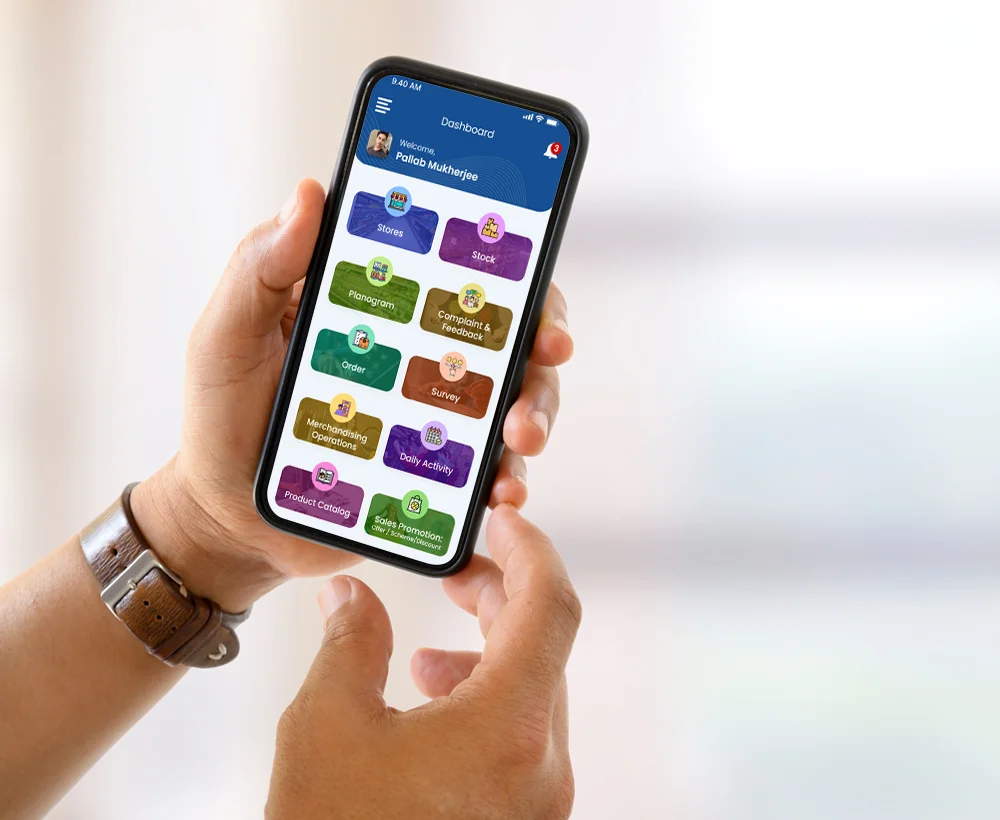 9.40 AM
Dashboard
3
Welcome,
Pallab Mukherjee
Stores
Stock
Planogram
Complaint &
Feedback
Order
Survey
Merchandising
Operations
Daily Activity
Product Catalog
Sales Promotion:
Offer / Scheme/Discount